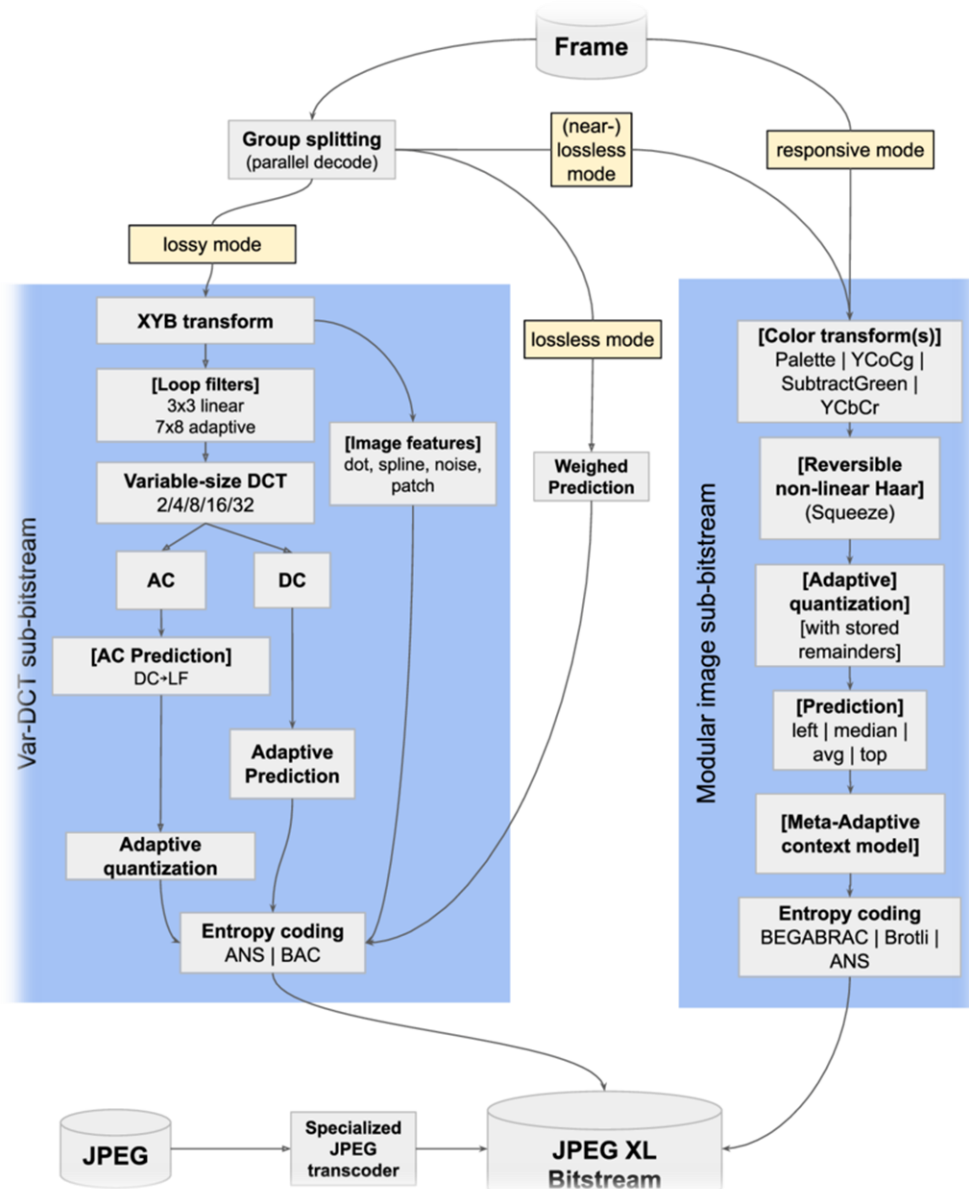 Frame
Group splitting
(parallel decode)
(near-)
lossless
mode
responsive mode
lossy mode
lossless mode
Var-DCT sub-bitstream
XYB transform
[Loop filters]
3x3 linear
7x8 adaptive
[Image features]
dot, spline, noise,
patch
Variable-size DCT
2/4/8/16/32
AC
DC
[AC Prediction]
DC→LF
Adaptive
Prediction
Adaptive
quantization
Entropy coding
ANS | BAC
Weighed
Prediction
Modular image sub-bitstream
[Color transform(s)]
Palette | YCoCg |
SubtractGreen |
YCbCr
[Reversible
non-linear Haar]
(Squeeze)
[Adaptive]
quantization]
[with stored
remainders]
[Prediction]
left | median |
avg | top
[Meta-Adaptive
context model]
Entropy coding
BEGABRAC | Brotli |
ANS
JPEG
Specialized
JPEG
transcoder
JPEG XL
Bitstream